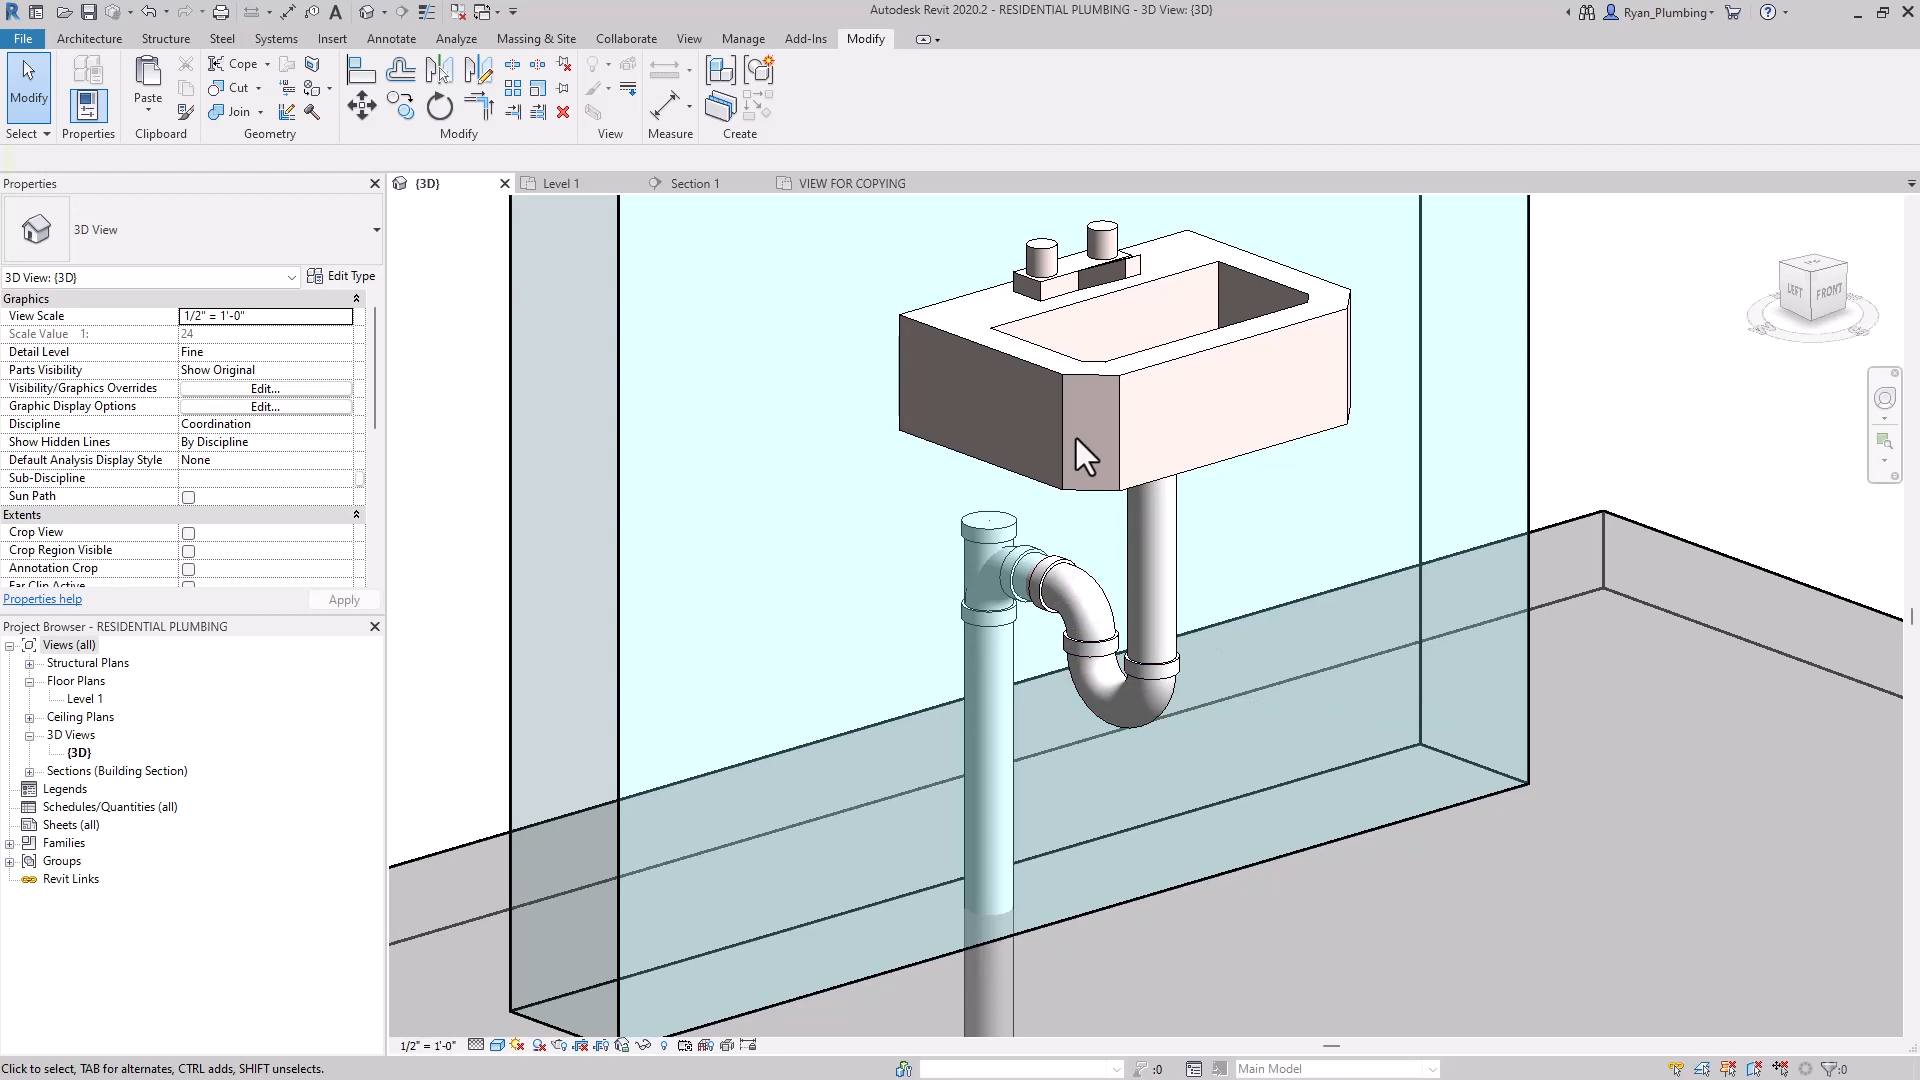 Autodesk Revit 2020.2 - RESIDENTIAL PLUMBING - 3D View: {3D}
Ryan_Plumbing
File Architecture Structure Steel Systems Insert Annotate Analyze Massing & Site Collaborate View Manage Add-Ins Modify
Modify
Paste
Cope
Cut
Join
Select Properties Clipboard Geometry Modify View Measure Create
Properties
{3D} Level 1 Section 1 VIEW FOR COPYING
3D View
3D View: {3D} Edit Type
Graphics
View Scale 1/2" = 1'-0"
Scale Value 1: 24
Detail Level Fine
Parts Visibility Show Original
Visibility/Graphics Overrides Edit...
Graphic Display Options Edit...
Discipline Coordination
Show Hidden Lines By Discipline
Default Analysis Display Style None
Sub-Discipline
Sun Path
Extents
Crop View
Crop Region Visible
Annotation Crop
Far Clip Active
Properties help Apply
Project Browser - RESIDENTIAL PLUMBING
Views (all)
Structural Plans
Floor Plans
Level 1
Ceiling Plans
3D Views
{3D}
Sections (Building Section)
Legends
Schedules/Quantities (all)
Sheets (all)
Families
Groups
Revit Links
LEFT FRONT
1/2" = 1'-0"
Click to select, TAB for alternates, CTRL adds, SHIFT unselects.
:0 Main Model :0